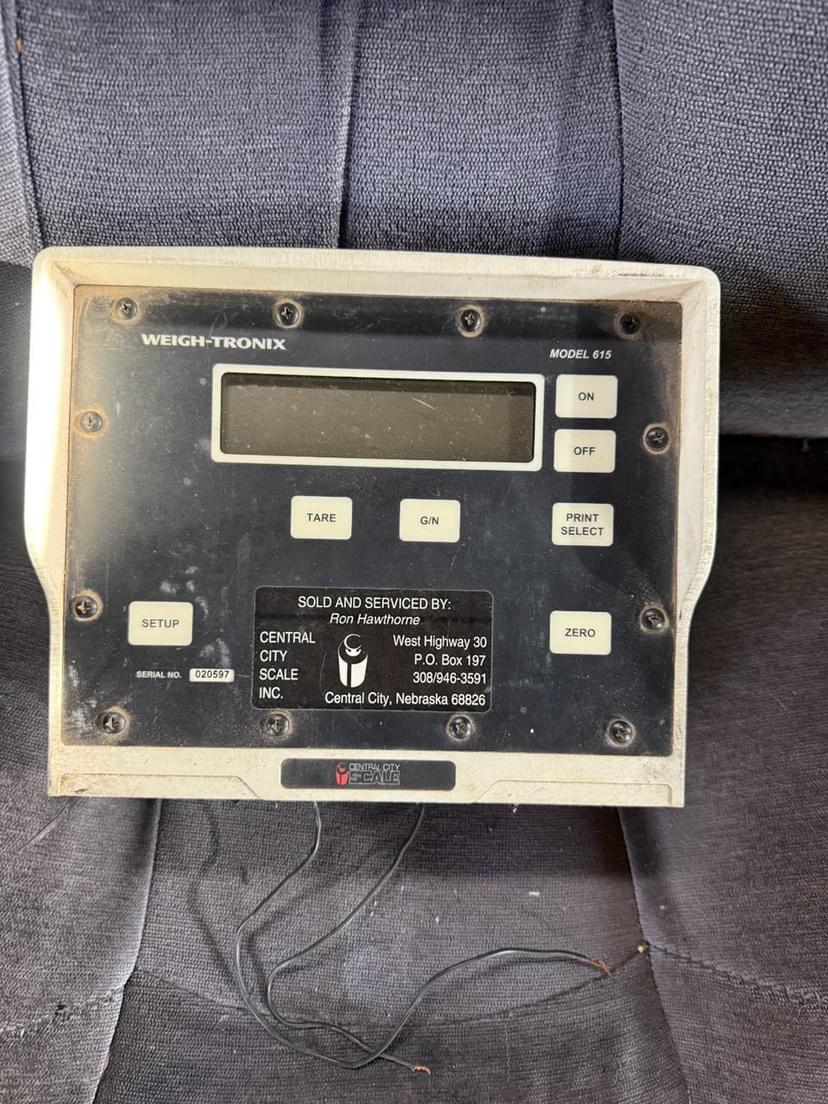 WEIGH-TRONIX
MODEL 615
ON
OFF
TARE
G/N
PRINT
SELECT
SETUP
ZERO
SERIAL NO. 020597
SOLD AND SERVICED BY:
Ron Hawthorne
CENTRAL
CITY
SCALE
INC.
West Highway 30
P.O. Box 197
308/946-3591
Central City, Nebraska 68826
CENTRAL CITY
SCALE